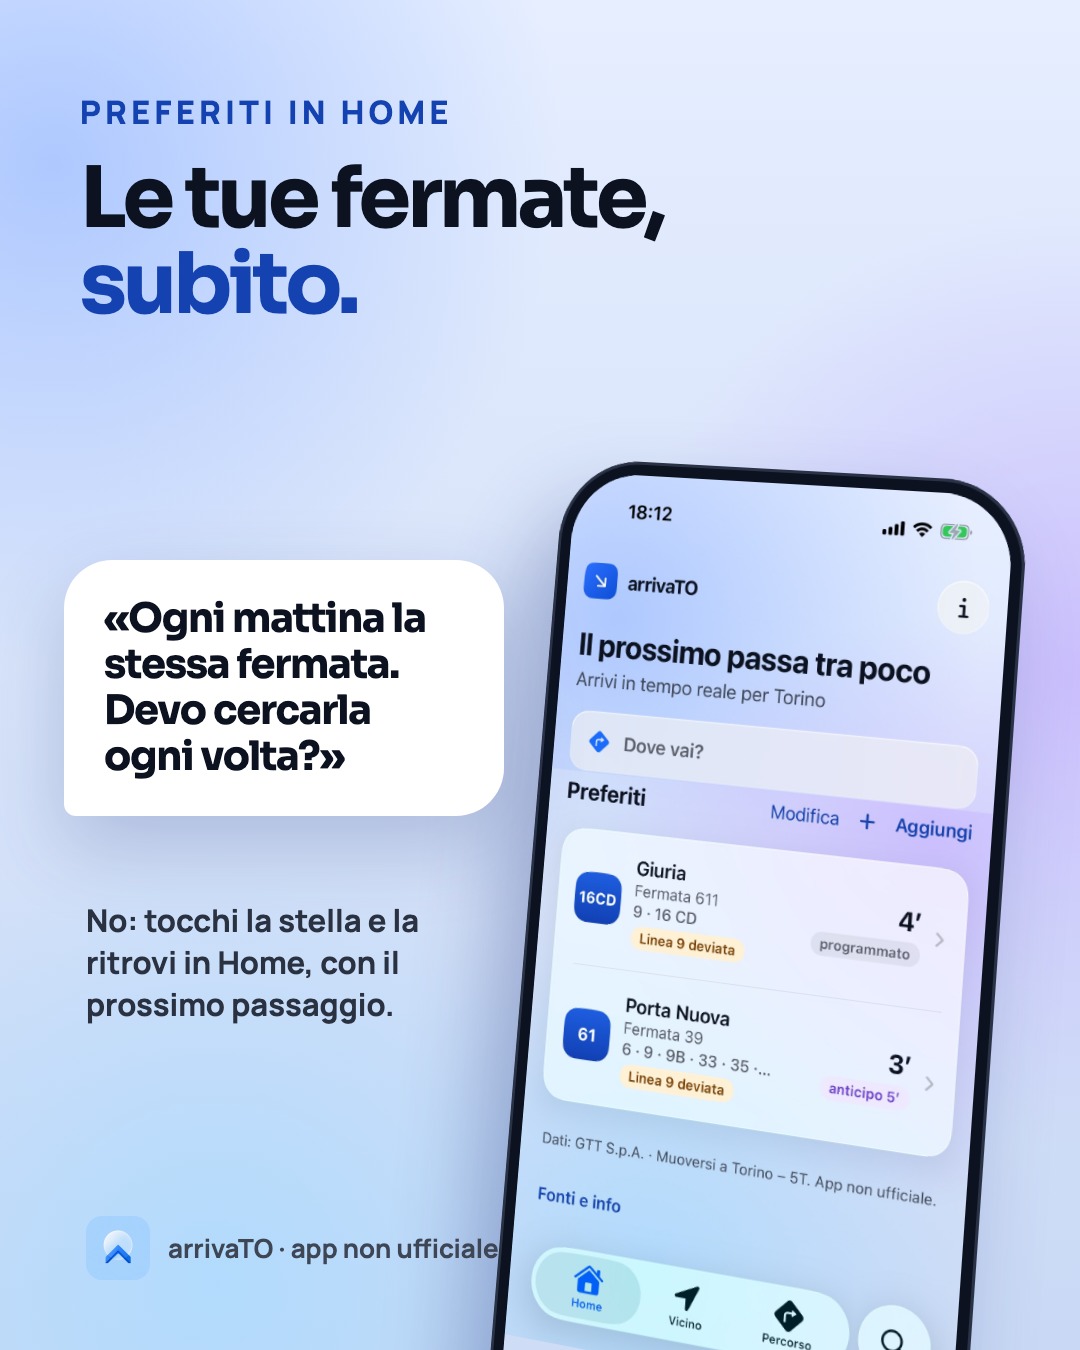 PREFERITI IN HOME
Le tue fermate,
subito.
«Ogni mattina la
stessa fermata.
Devo cercarla
ogni volta?»
No: tocchi la stella e la
ritrovi in Home, con il
prossimo passaggio.
arrivaTO · app non ufficiale
18:12
arrivaTO
i
Il prossimo passa tra poco
Arrivi in tempo reale per Torino
Dove vai?
Preferiti
Modifica + Aggiungi
16CD
Giuria
Fermata 611
9 · 16 CD
Linea 9 deviata
4′
programmato
61
Porta Nuova
Fermata 39
6 · 9 · 9B · 33 · 35 ·...
Linea 9 deviata
3′
anticipo 5′
Dati: GTT S.p.A. · Muoversi a Torino – 5T. App non ufficiale.
Fonti e info
Home
Vicino
Percorso